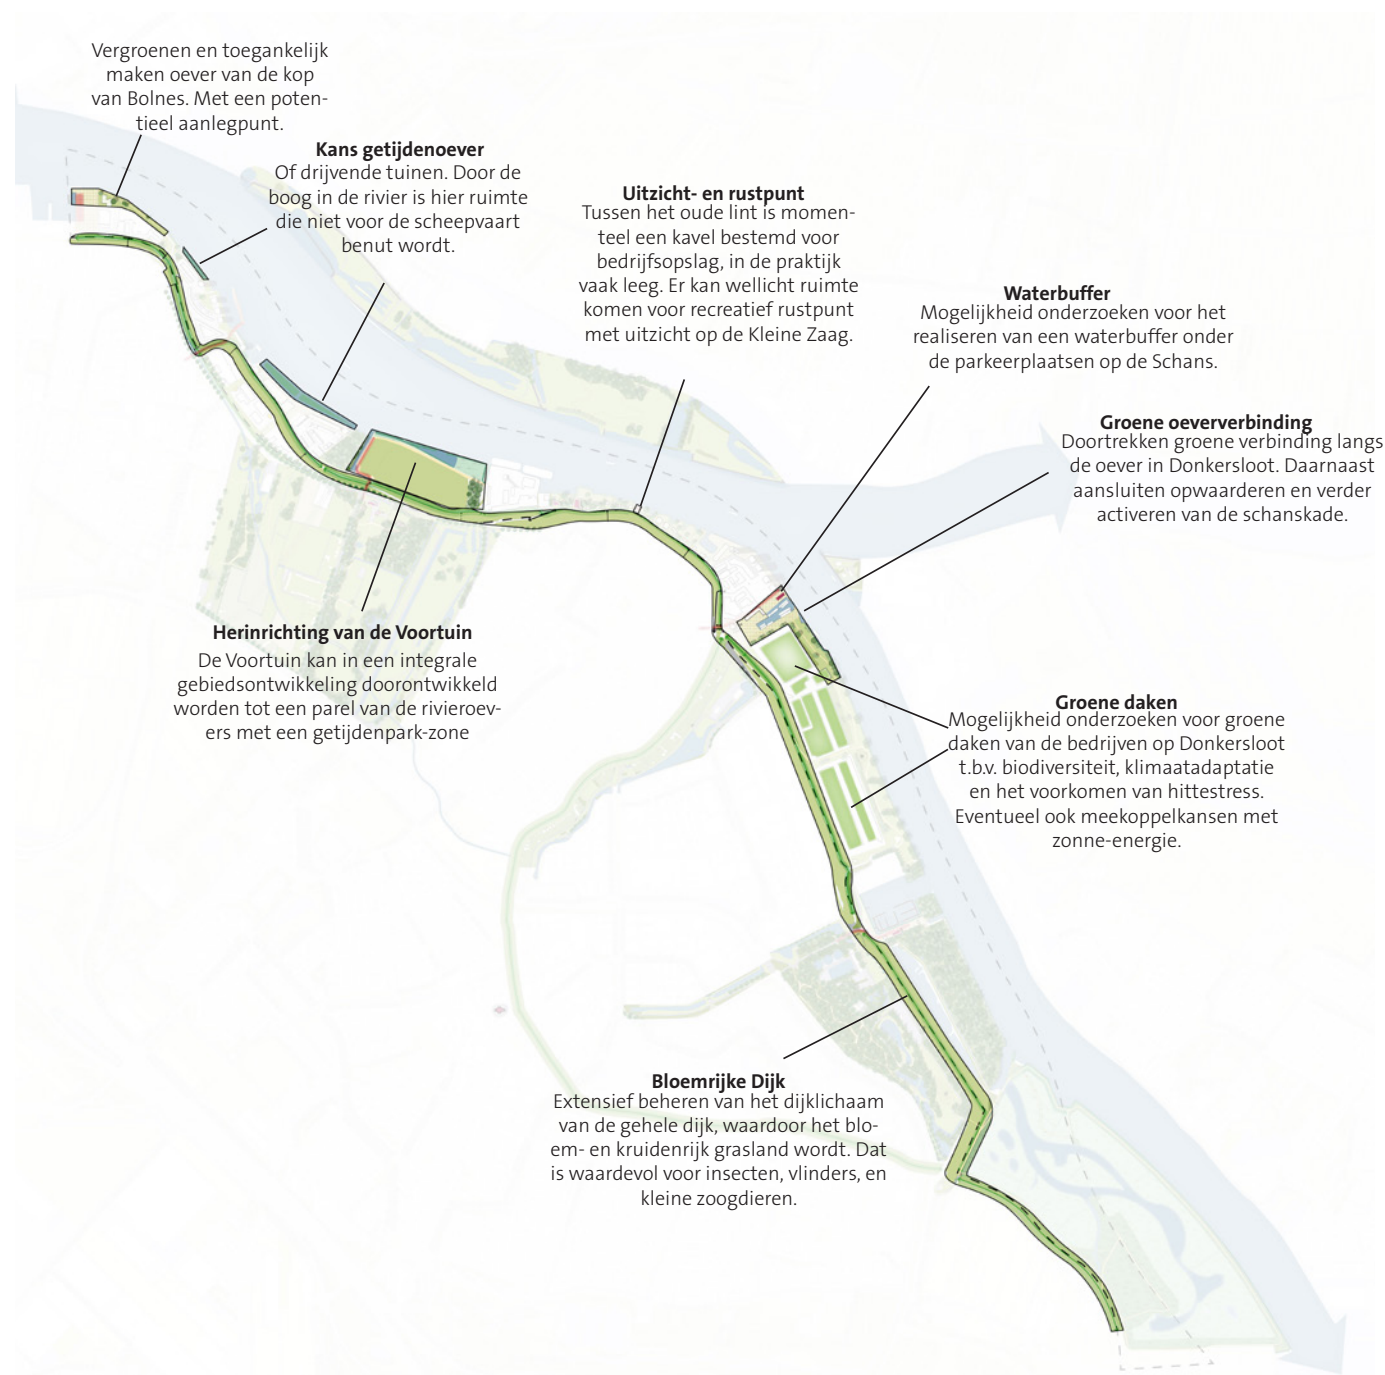 Vergroenen en toegankelijk
maken oever van de kop
van Bolnes. Met een poten-
tieel aanlegpunt.
Kans getijdenoever
Of drijvende tuinen. Door de
boog in de rivier is hier ruimte
die niet voor de scheepvaart
benut wordt.
Uitzicht- en rustpunt
Tussen het oude lint is momen-
teel een kavel bestemd voor
bedrijfsopslag, in de praktijk
vaak leeg. Er kan wellicht ruimte
komen voor recreatief rustpunt
met uitzicht op de Kleine Zaag.
Waterbuffer
Mogelijkheid onderzoeken voor het
realiseren van een waterbuffer onder
de parkeerplaatsen op de Schans.
Groene oeververbinding
Doortrekken groene verbinding langs
de oever in Donkersloot. Daarnaast
aansluiten opwaarderen en verder
activeren van de schanskade.
Herinrichting van de Voortuin
De Voortuin kan in een integrale
gebiedsontwikkeling doorontwikkeld
worden tot een parel van de rivieroev-
ers met een getijdenpark-zone
Groene daken
Mogelijkheid onderzoeken voor groene
daken van de bedrijven op Donkersloot
t.b.v. biodiversiteit, klimaatadaptatie
en het voorkomen van hittestress.
Eventueel ook meekoppelkansen met
zonne-energie.
Bloemrijke Dijk
Extensief beheren van het dijklichaam
van de gehele dijk, waardoor het blo-
em- en kruidenrijk grasland wordt. Dat
is waardevol voor insecten, vlinders, en
kleine zoogdieren.